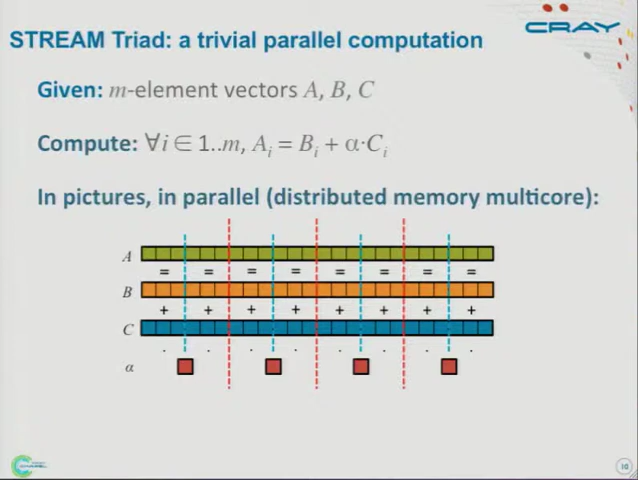 CRAY
STREAM Triad: a trivial parallel computation
Given: m-element vectors A, B, C
Compute: ∀i ∈ 1..m, Aᵢ = Bᵢ + α·Cᵢ
In pictures, in parallel (distributed memory multicore):
A
= = = = = = = =
B
+ + + + + + + +
C
· · · · · · · ·
α
CHAPEL
10